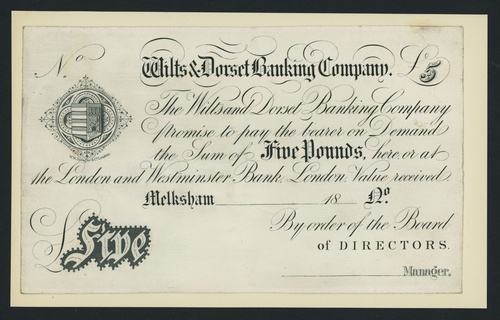 No Wilts & Dorset Banking Company. £5
The Wilts and Dorset Banking Company
promise to pay the bearer on Demand
the Sum of Five Pounds, here or at
the London and Westminster Bank, London. Value received
Melksham 18 No.
By order of the Board
£Five of DIRECTORS.
Manager.